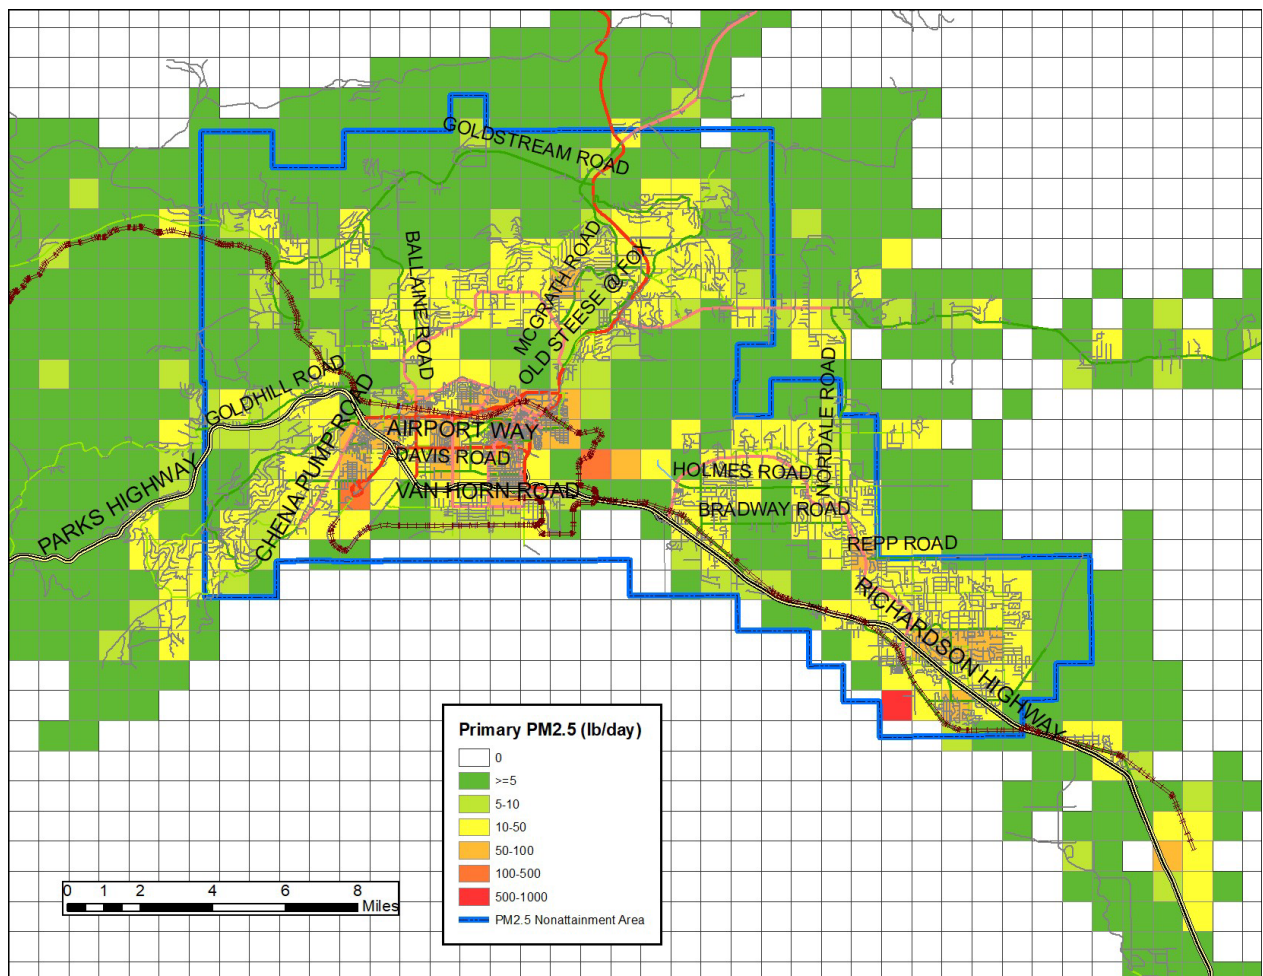 GOLDSTREAM ROAD
BALLAINE ROAD
MCGRATH ROAD
OLD STEESE @ FOX
GOLDHILL ROAD
CHENA PUMP ROAD
PARKS HIGHWAY
AIRPORT WAY
DAVIS ROAD
VAN HORN ROAD
HOLMES ROAD
NORDALE ROAD
BRADWAY ROAD
REPP ROAD
RICHARDSON HIGHWAY
Primary PM2.5 (lb/day)
0
>=5
5-10
10-50
50-100
100-500
500-1000
PM2.5 Nonattainment Area
0 1 2 4 6 8
Miles